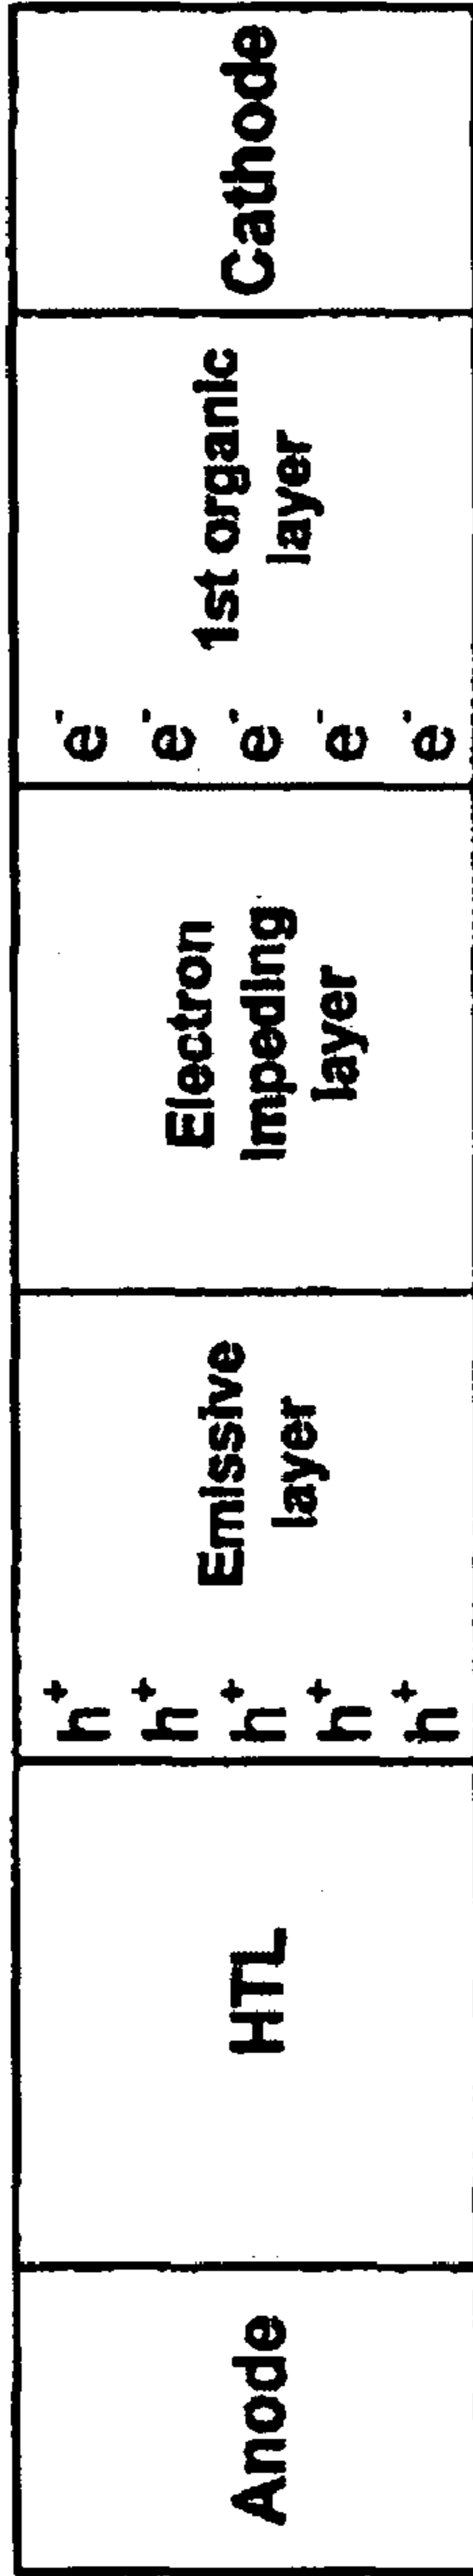 Anode
HTL
h⁺
h⁺
h⁺
h⁺
h⁺
Emissive
layer
Electron
impeding
layer
e⁻
e⁻
e⁻
e⁻
e⁻
1st organic
layer
Cathode